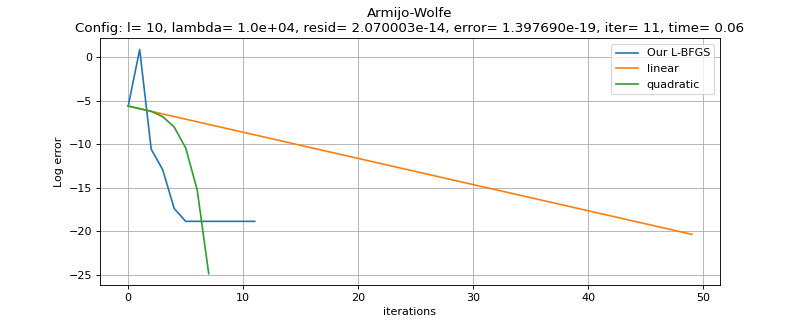 Armijo-Wolfe
Config: l= 10, lambda= 1.0e+04, resid= 2.070003e-14, error= 1.397690e-19, iter= 11, time= 0.06
Our L-BFGS
linear
quadratic
Log error
0
−5
−10
−15
−20
−25
0 10 20 30 40 50
iterations